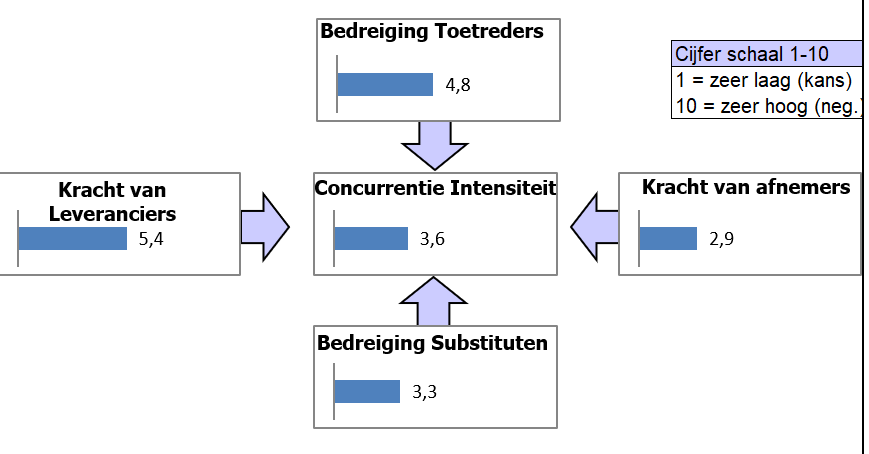 Bedreiging Toetreders
4,8
Cijfer schaal 1-10
1 = zeer laag (kans)
10 = zeer hoog (neg.)
Kracht van
Leveranciers
5,4
Concurrentie Intensiteit
3,6
Kracht van afnemers
2,9
Bedreiging Substituten
3,3